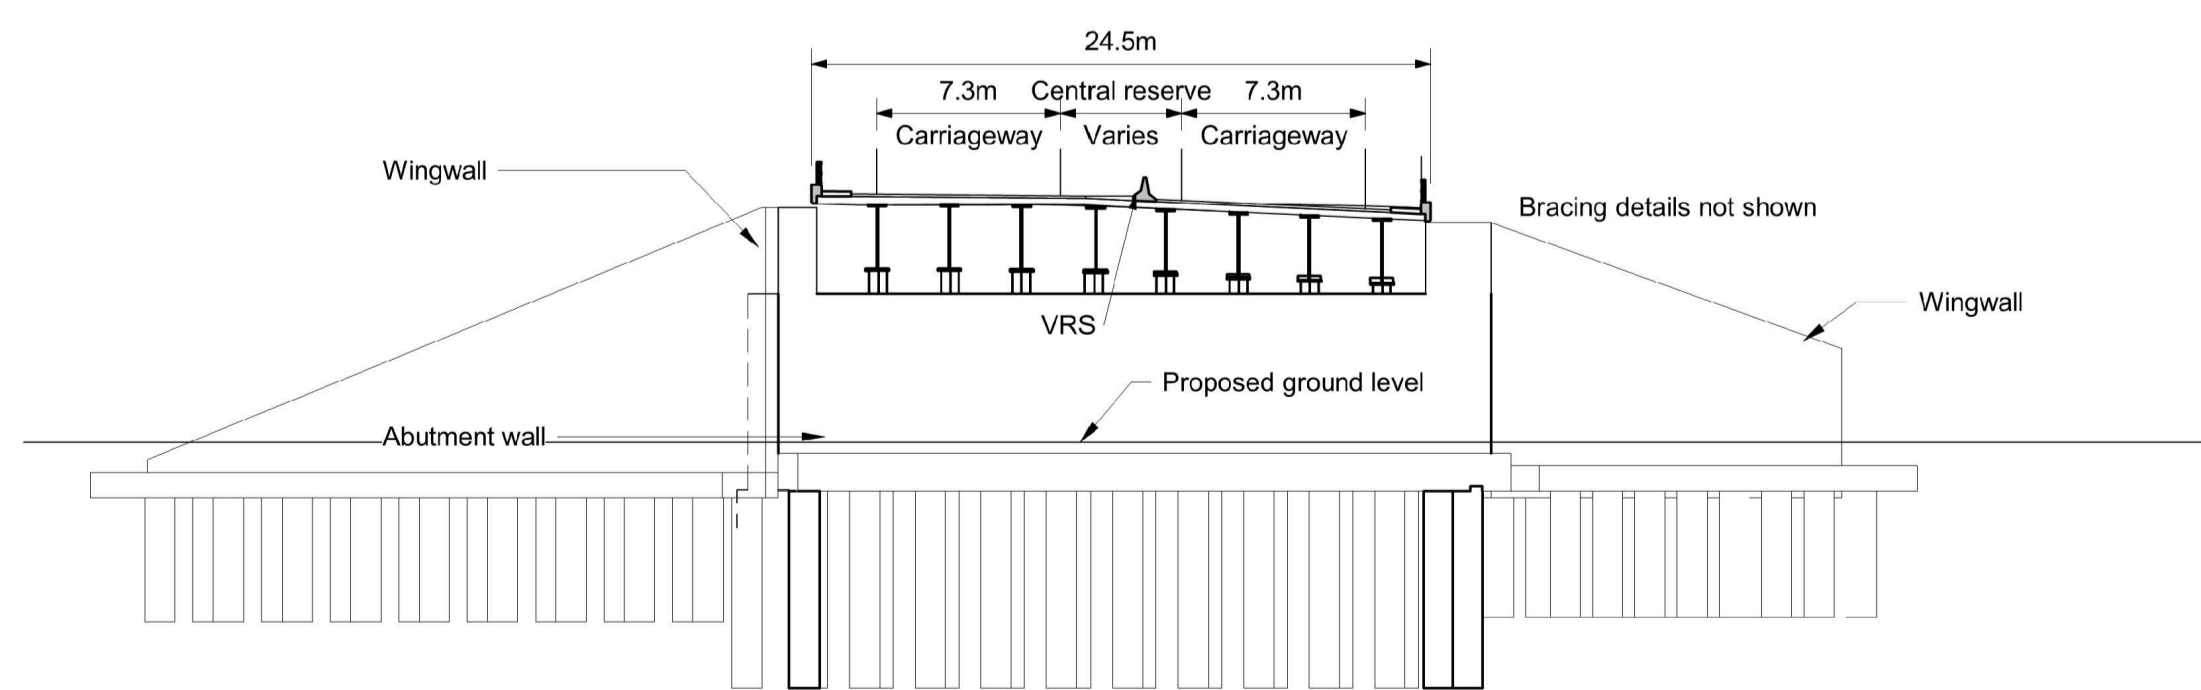 24.5m
7.3m Central reserve 7.3m
Carriageway Varies Carriageway
Wingwall
Bracing details not shown
Wingwall
VRS
Proposed ground level
Abutment wall